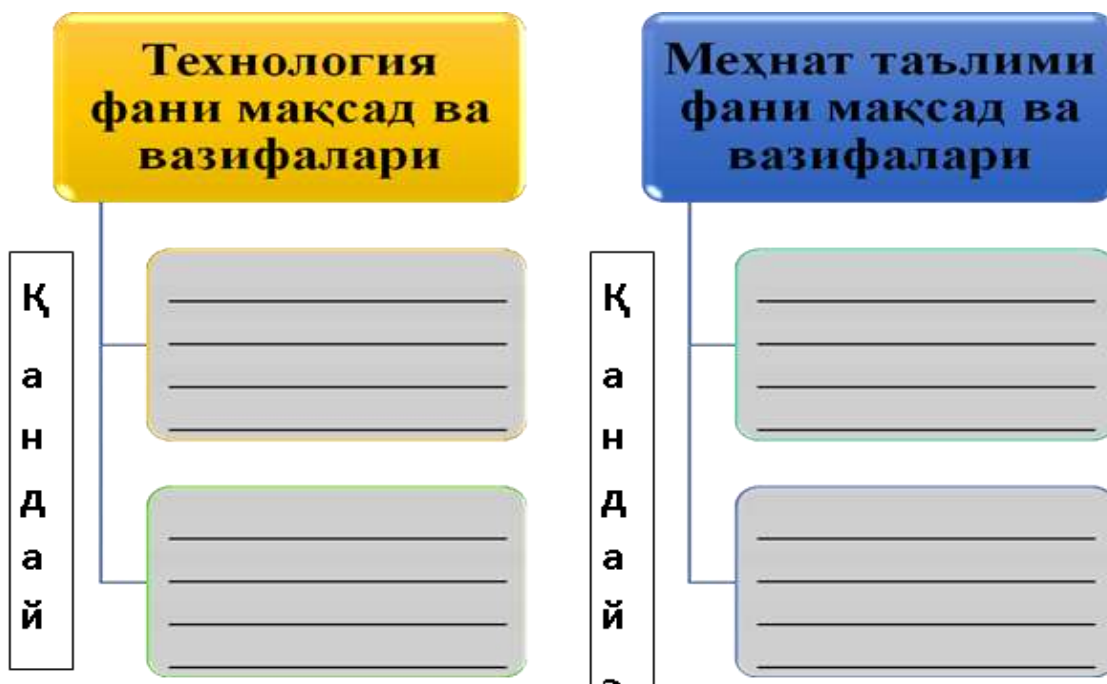 Технология
фани мақсад ва
вазифалари
Қ
а
н
д
а
й
Меҳнат таълими
фани мақсад ва
вазифалари
Қ
а
н
д
а
й